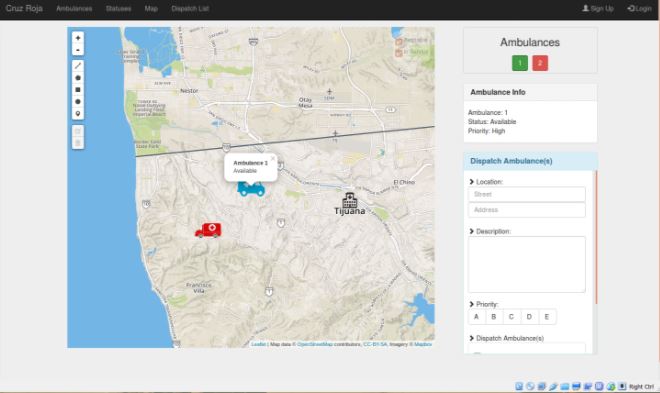 Cruz Roja Ambulances Statuses Map Dispatch List Sign Up Login
+
-
Nestor
Otay
Mesa
Available
Ambulance 1
Available
El Chino
Tijuana
Francisco
Villa
Leaflet | Map data © OpenStreetMap contributors, CC-BY-SA, Imagery © Mapbox
Ambulances
1 2
Ambulance Info
Ambulance: 1
Status: Available
Priority: High
Dispatch Ambulance(s)
Location:
Street
Address
Description:
Priority:
A B C D E
Dispatch Ambulance(s)
Right Ctrl